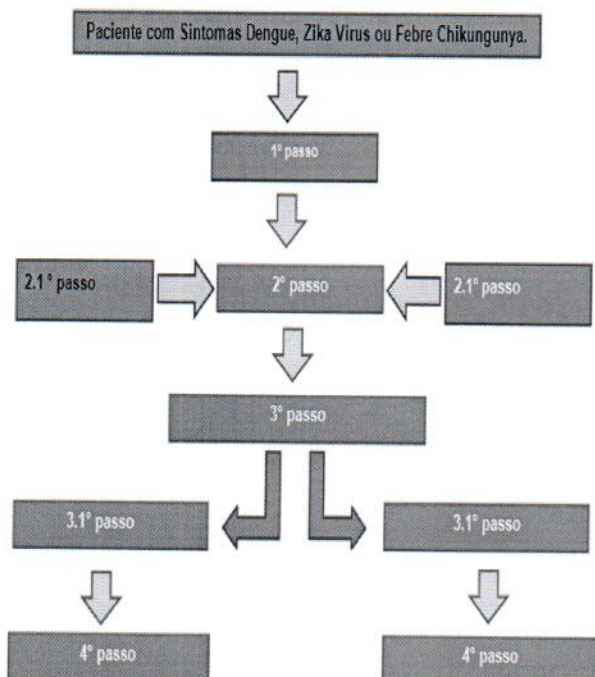 Paciente com Sintomas Dengue, Zika Virus ou Febre Chikungunya.
1º passo
2.1º passo
2º passo
2.1º passo
3º passo
3.1º passo
3.1º passo
4º passo
4º passo